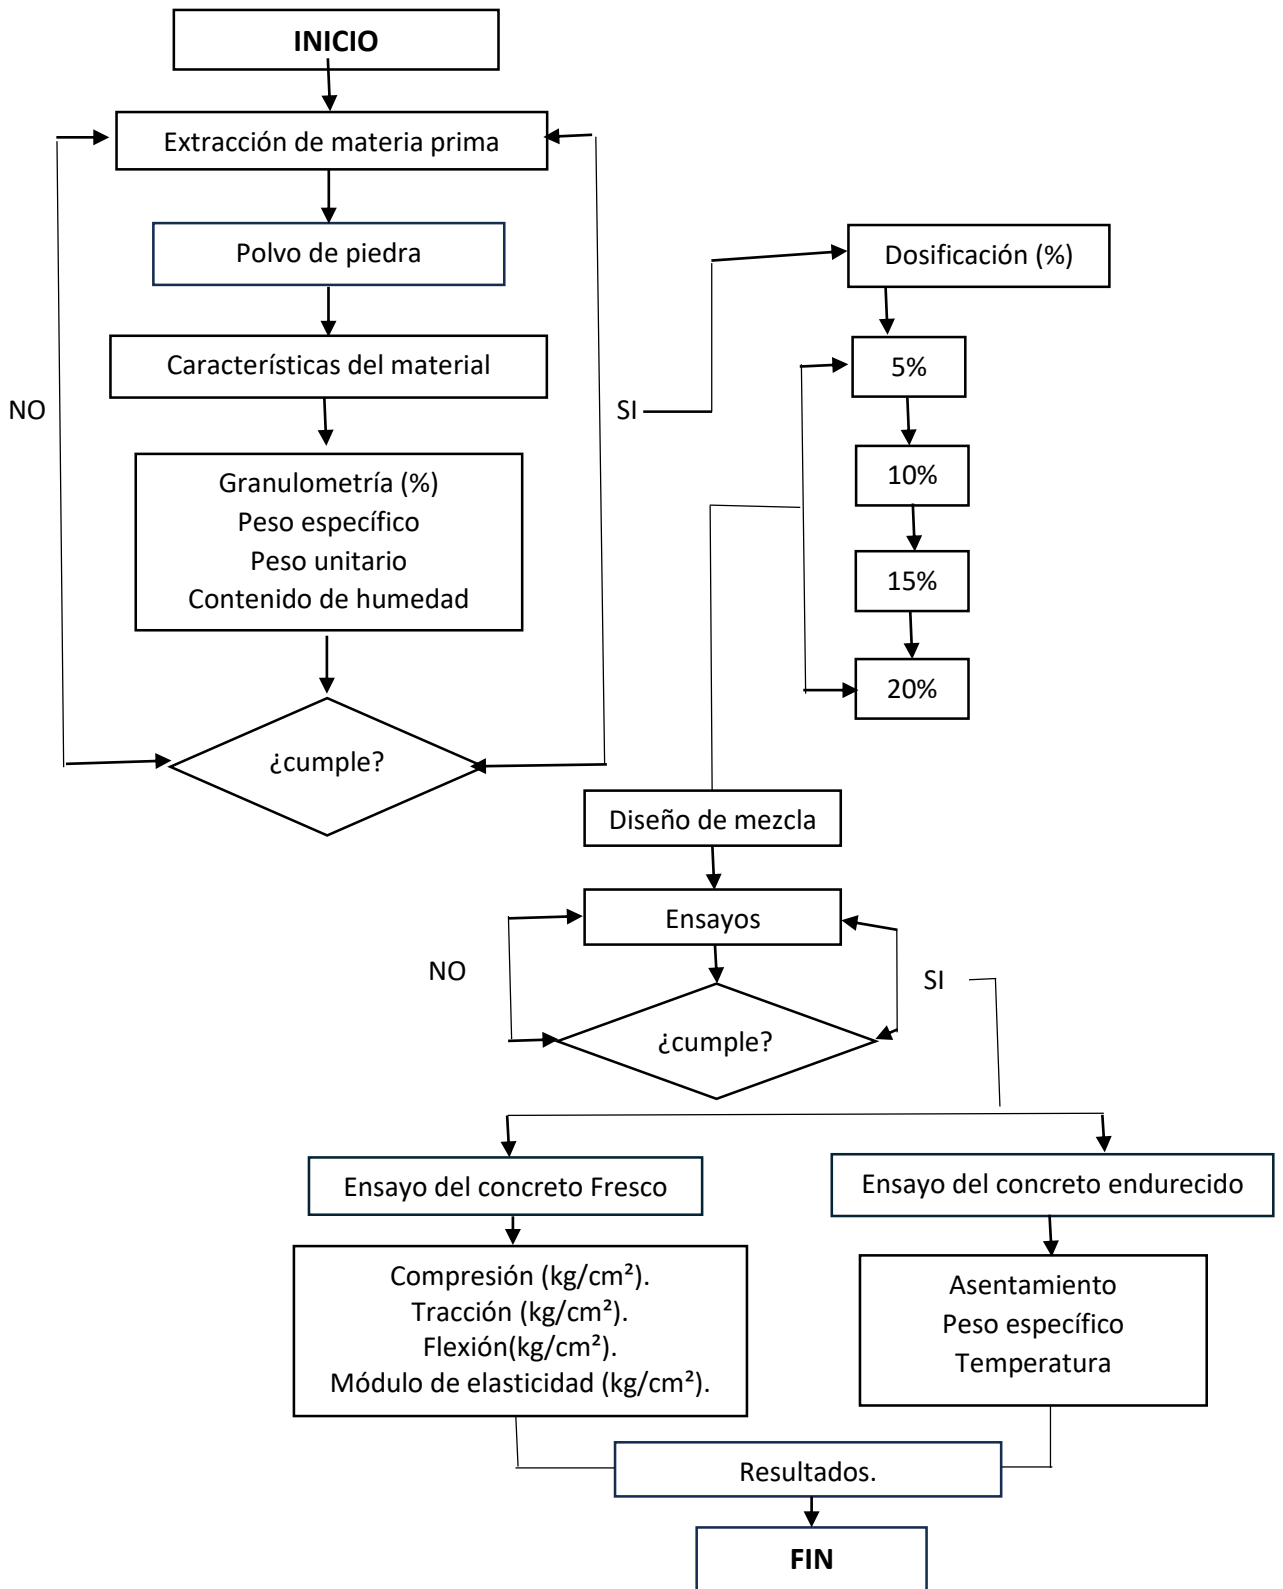 INICIO
Extracción de materia prima
Polvo de piedra
Características del material
NO
SI
Granulometría (%)
Peso específico
Peso unitario
Contenido de humedad
¿cumple?
Dosificación (%)
5%
10%
15%
20%
Diseño de mezcla
Ensayos
NO
SI
¿cumple?
Ensayo del concreto Fresco
Ensayo del concreto endurecido
Compresión (kg/cm²).
Tracción (kg/cm²).
Flexión(kg/cm²).
Módulo de elasticidad (kg/cm²).
Asentamiento
Peso específico
Temperatura
Resultados.
FIN